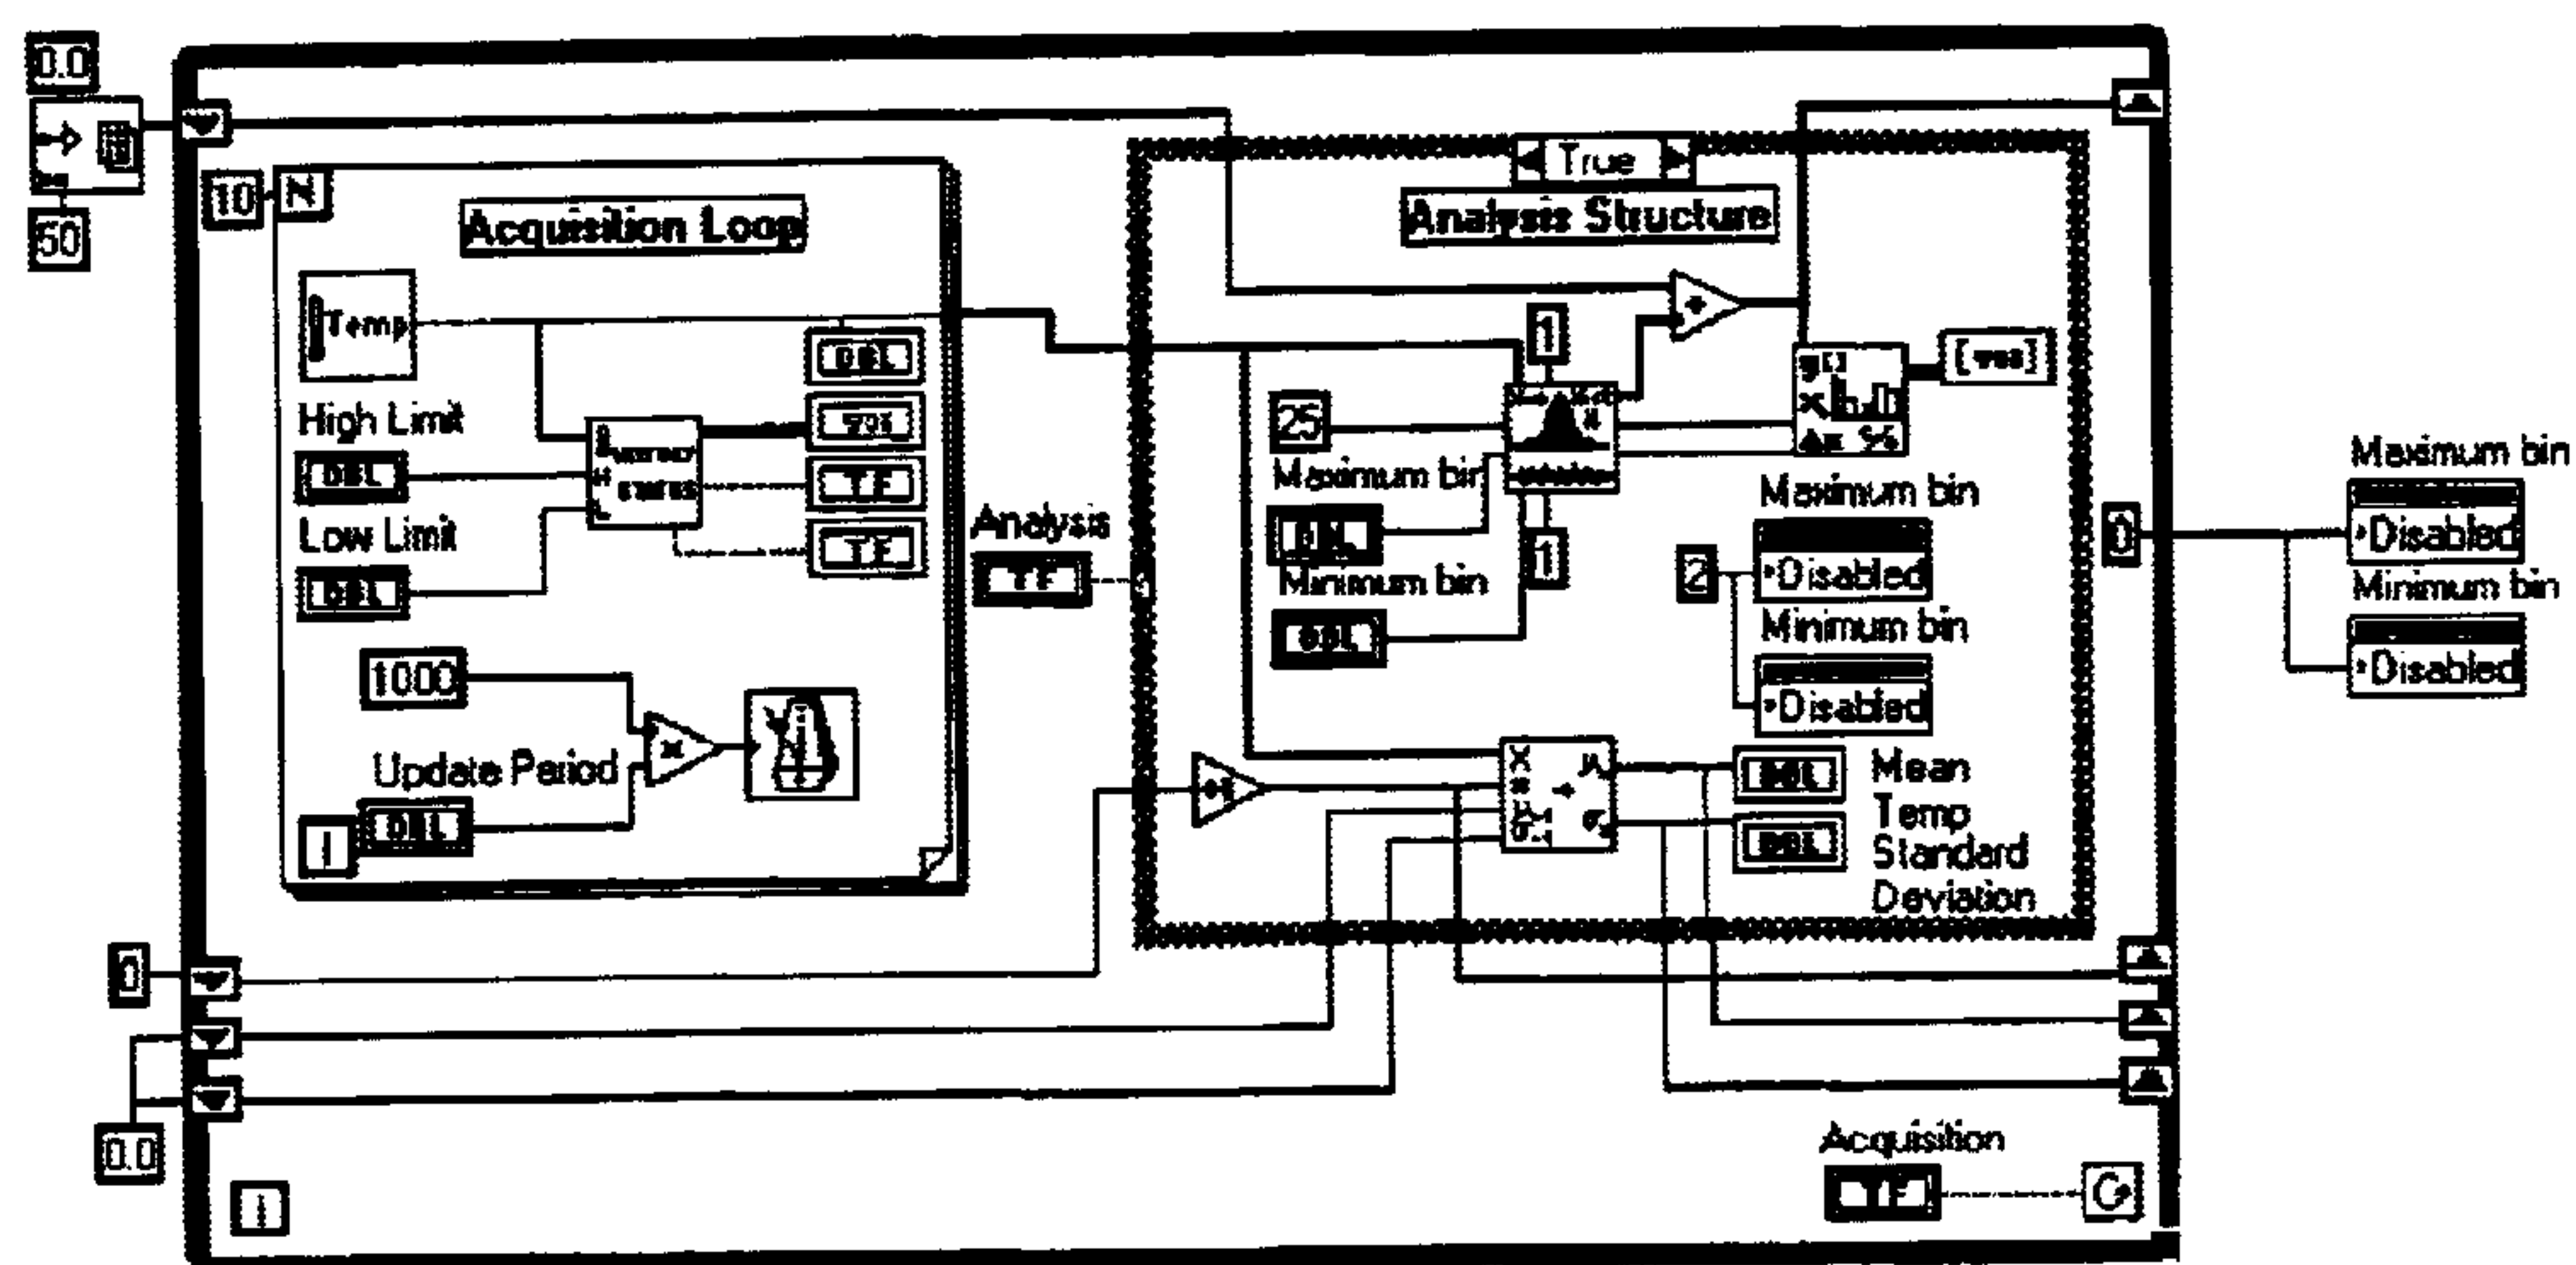 0.0
50
10
N
Acquisition Loop
Temp
DBL
High Limit
DBL
STATUS
TF
Low Limit
DBL
TF
1000
Update Period
DBL
I
Analysis
TF
True
Analysis Structure
1
25
Maximum bin
Minimum bin
1
DBL
2
Maximum bin
Disabled
Minimum bin
Disabled
+1
X
μ
σ
DBL
Mean
Temp
DBL
Standard
Deviation
0
Maximum bin
Disabled
Minimum bin
Disabled
0
0.0
I
Acquisition
TF